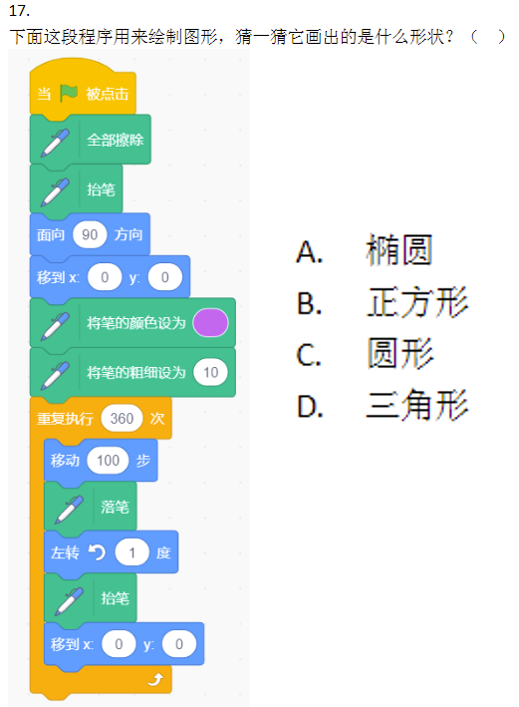 17.
下面这段程序用来绘制图形，猜一猜它画出的是什么形状？（　）
当 被点击
全部擦除
抬笔
面向 90 方向
移到 x: 0 y: 0
将笔的颜色设为
将笔的粗细设为 10
重复执行 360 次
移动 100 步
落笔
左转 1 度
抬笔
移到 x: 0 y: 0
A. 椭圆
B. 正方形
C. 圆形
D. 三角形